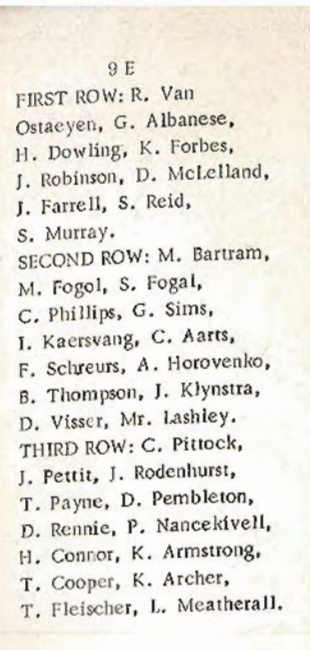 9 E
FIRST ROW: R. Van
Ostaeyen, G. Albanese,
H. Dowling, K. Forbes,
J. Robinson, D. McLelland,
J. Farrell, S. Reid,
S. Murray.
SECOND ROW: M. Bartram,
M. Fogol, S. Fogal,
C. Phillips, G. Sims,
I. Kaersvang, C. Aarts,
F. Schreurs, A. Horovenko,
B. Thompson, J. Klynstra,
D. Visser, Mr. Lashley.
THIRD ROW: C. Pittock,
J. Pettit, J. Rodenhurst,
T. Payne, D. Pembleton,
D. Rennie, P. Nancekivell,
H. Connor, K. Armstrong,
T. Cooper, K. Archer,
T. Fleischer, L. Meatherall.